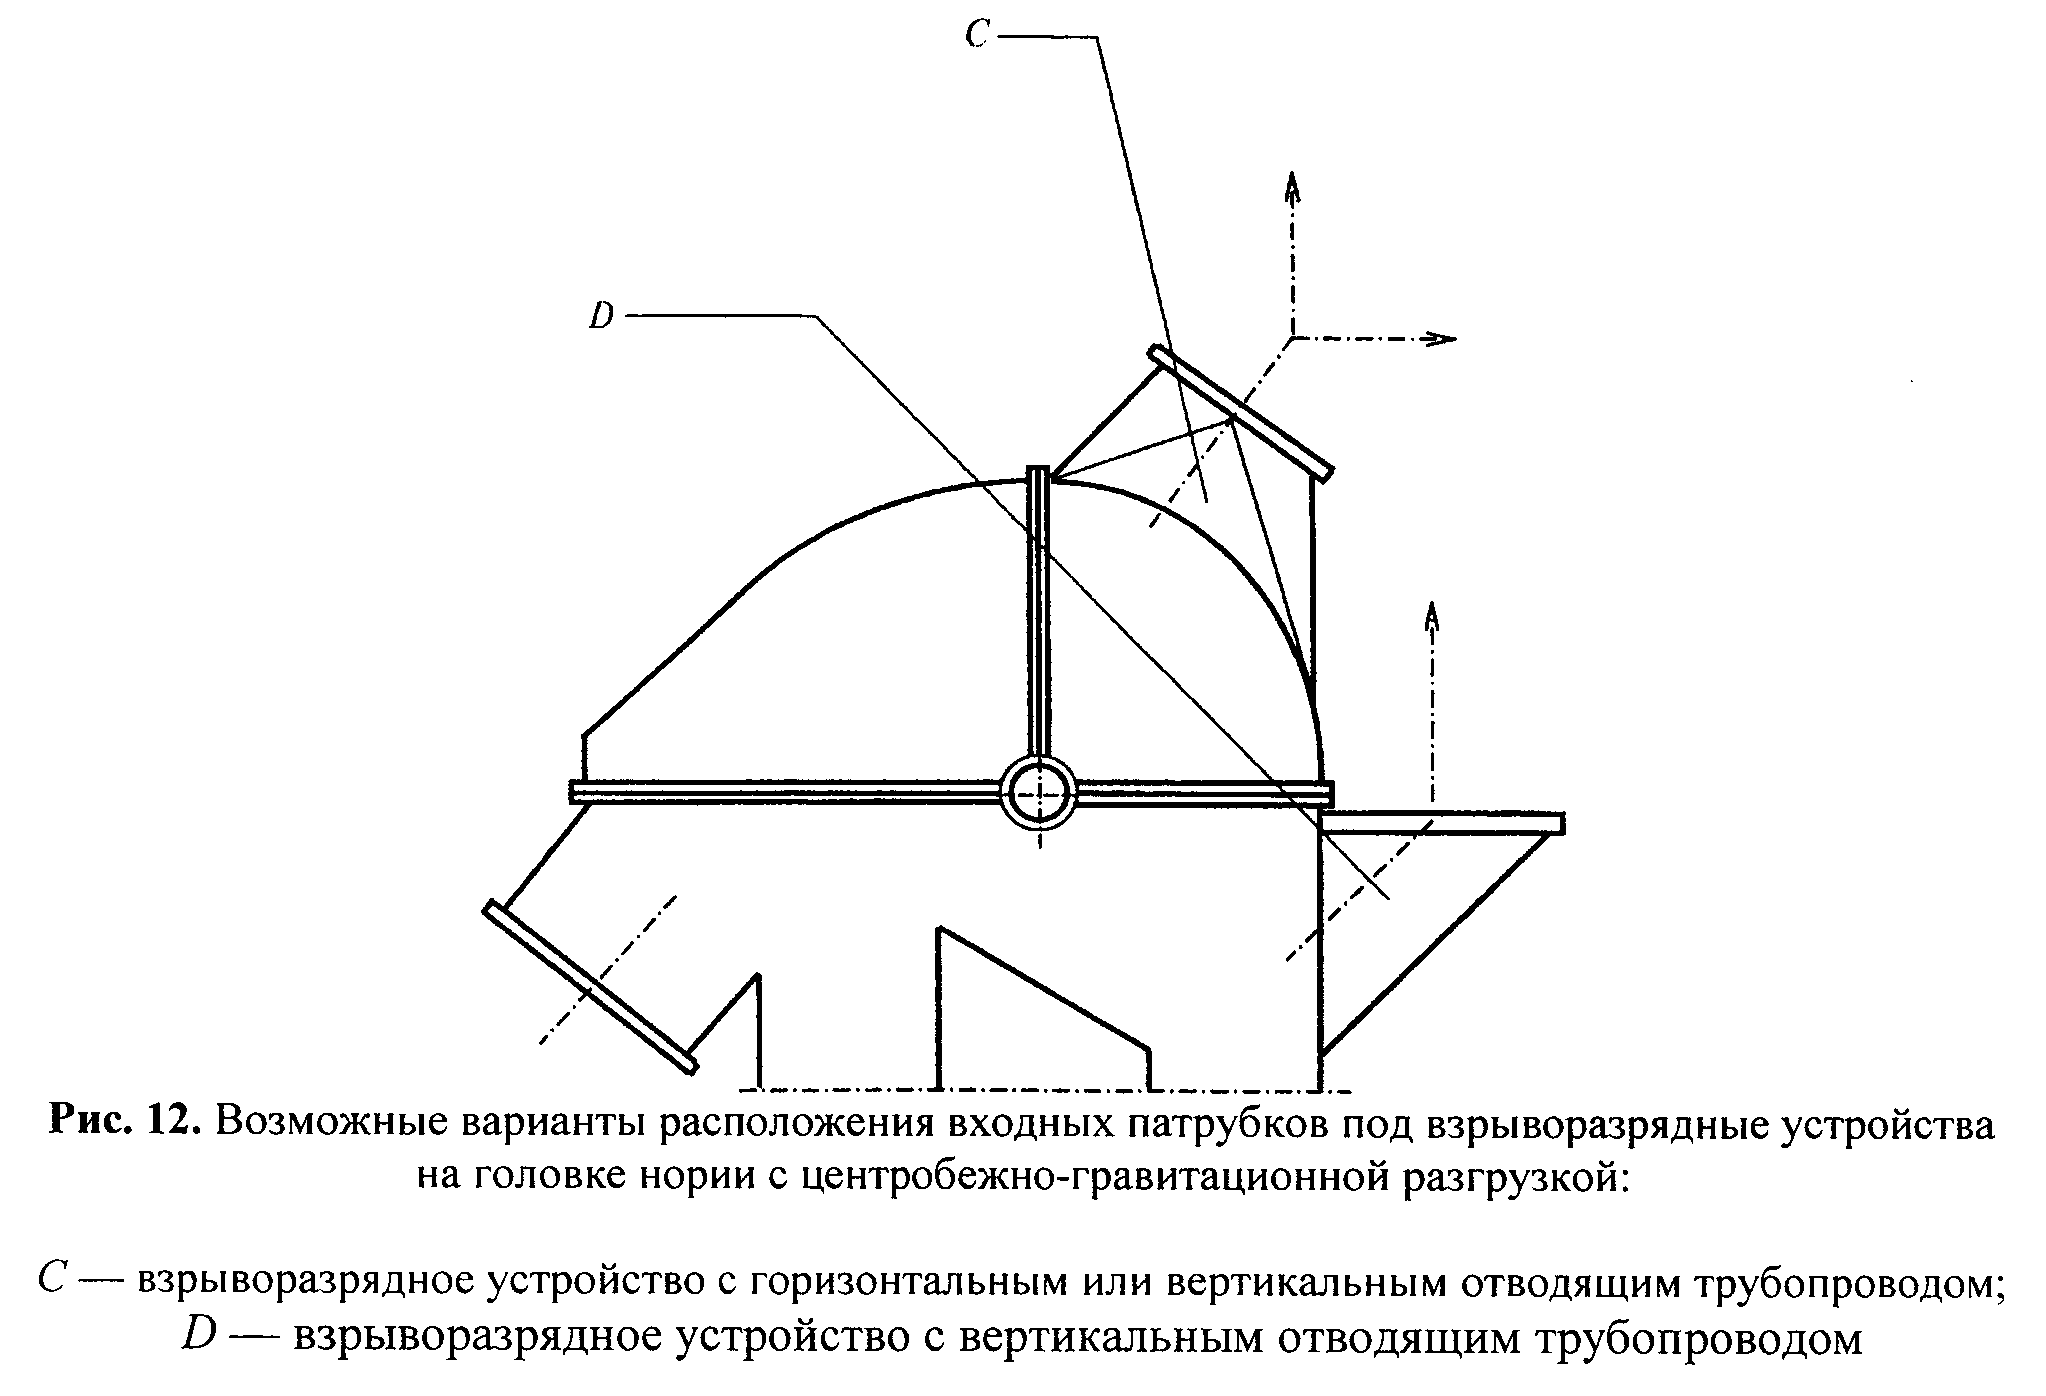 C
D
Рис. 12. Возможные варианты расположения входных патрубков под взрыворазрядные устройства
на головке нории с центробежно-гравитационной разгрузкой:
C — взрыворазрядное устройство с горизонтальным или вертикальным отводящим трубопроводом;
D — взрыворазрядное устройство с вертикальным отводящим трубопроводом